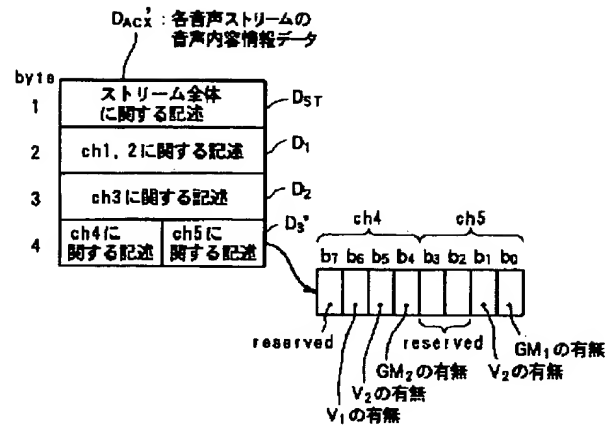 DACX' : 各音声ストリームの
音声内容情報データ
byte
1 ストリーム全体
に関する記述 DST
2 ch1, 2に関する記述 D1
3 ch3に関する記述 D2
4 ch4に ch5に D3'
関する記述 関する記述
ch4 ch5
b7 b6 b5 b4 b3 b2 b1 b0
reserved reserved
GM1の有無
GM2の有無 V2の有無
V2の有無
V1の有無